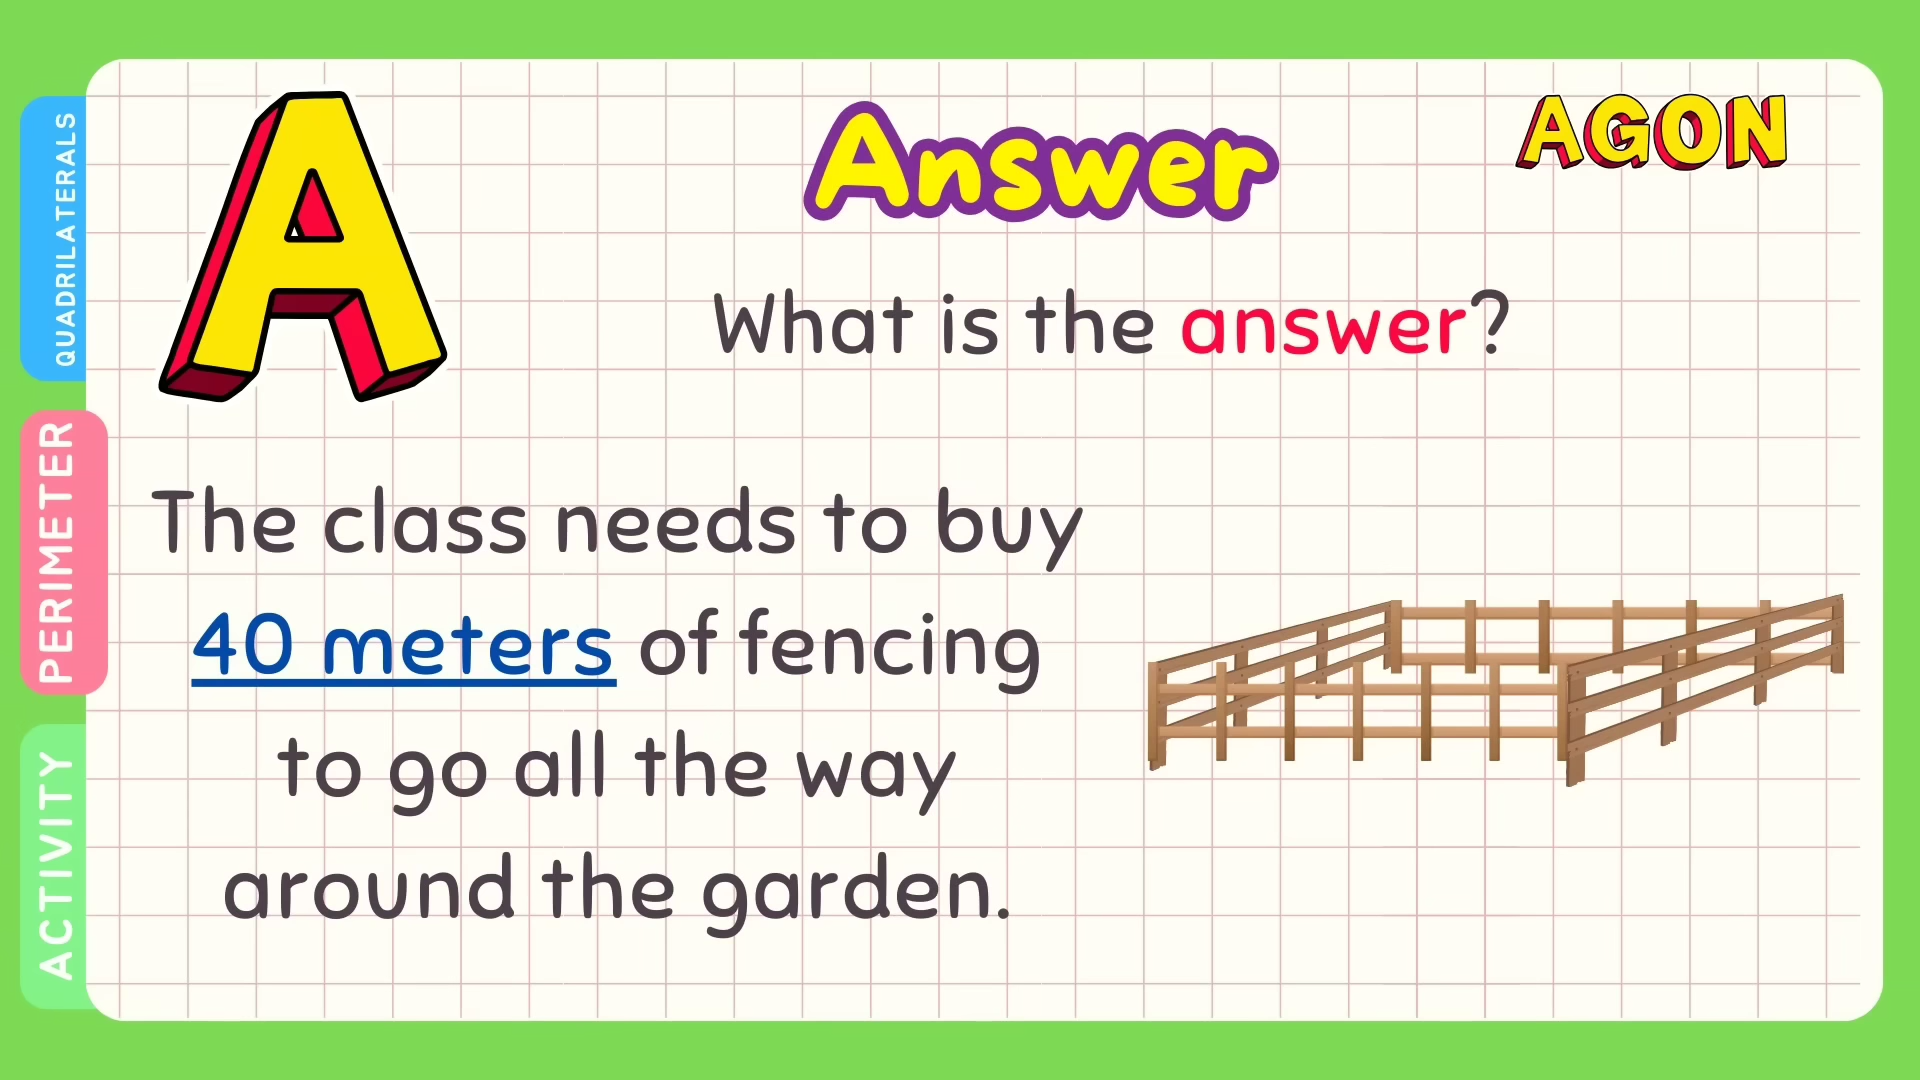 QUADRILATERALS
PERIMETER
ACTIVITY
A
Answer
AGON
What is the answer?
The class needs to buy
40 meters of fencing
to go all the way
around the garden.